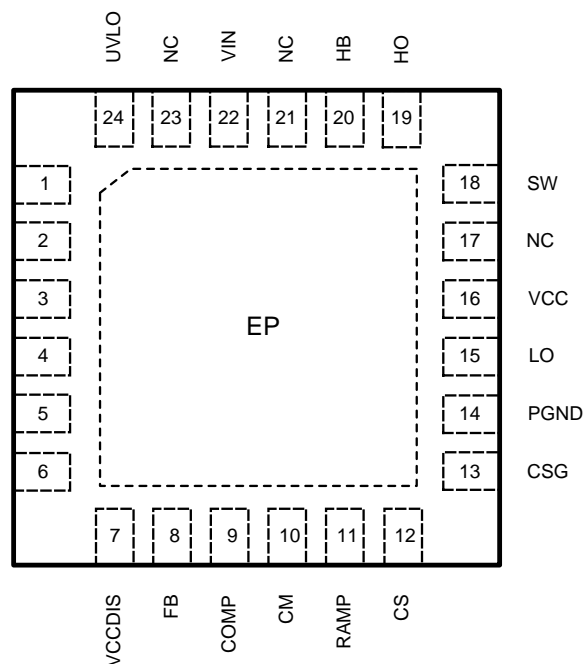 UVLO
NC
VIN
NC
HB
HO
24
23
22
21
20
19
1
18
SW
2
17
NC
3
16
VCC
EP
4
15
LO
5
14
PGND
6
13
CSG
7
8
9
10
11
12
VCCDIS
FB
COMP
CM
RAMP
CS